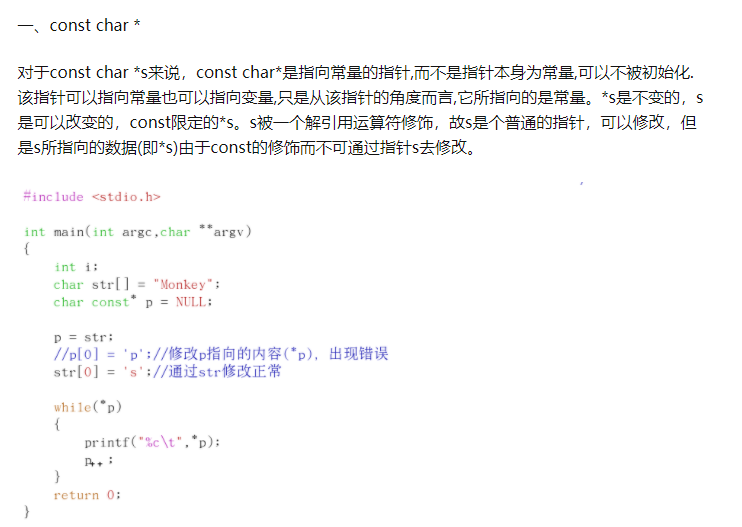 一、const char *
对于const char *s来说，const char*是指向常量的指针,而不是指针本身为常量,可以不被初始化.
该指针可以指向常量也可以指向变量,只是从该指针的角度而言,它所指向的是常量。*s是不变的，s
是可以改变的，const限定的*s。s被一个解引用运算符修饰，故s是个普通的指针，可以修改，但
是s所指向的数据(即*s)由于const的修饰而不可通过指针s去修改。
#include <stdio.h>
int main(int argc,char **argv)
{
int i;
char str[] = "Monkey";
char const* p = NULL;
p = str;
//p[0] = 'p';//修改p指向的内容(*p), 出现错误
str[0] = 's';//通过str修改正常
while(*p)
{
printf("%c\t",*p);
p++;
}
return 0;
}